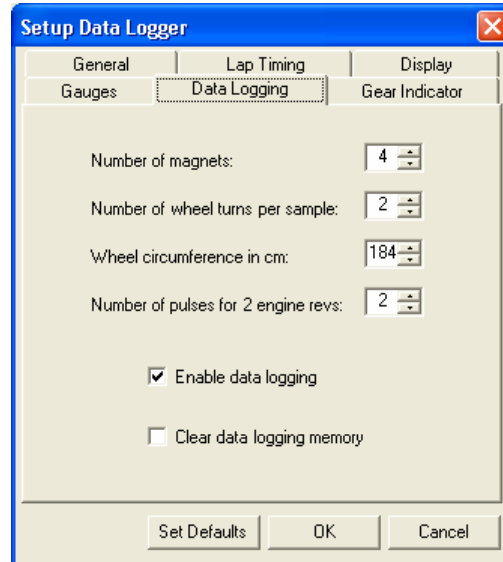 Setup Data Logger
General Lap Timing Display
Gauges Data Logging Gear Indicator
Number of magnets: 4
Number of wheel turns per sample: 2
Wheel circumference in cm: 184
Number of pulses for 2 engine revs: 2
Enable data logging
Clear data logging memory
Set Defaults OK Cancel